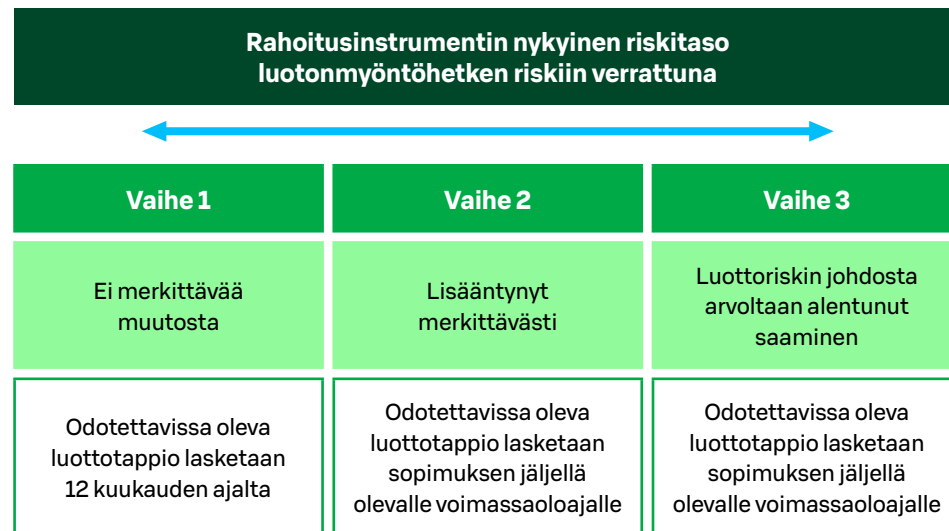 Rahoitusinstrumentin nykyinen riskitaso
luotonmyöntöhetken riskiin verrattuna
Vaihe 1
Vaihe 2
Vaihe 3
Ei merkittävää
muutosta
Lisääntynyt
merkittävästi
Luottoriskin johdosta
arvoltaan alentunut
saaminen
Odotettavissa oleva
luottotappio lasketaan
12 kuukauden ajalta
Odotettavissa oleva
luottotappio lasketaan
sopimuksen jäljellä
olevalle voimassaoloajalle
Odotettavissa oleva
luottotappio lasketaan
sopimuksen jäljellä
olevalle voimassaoloajalle